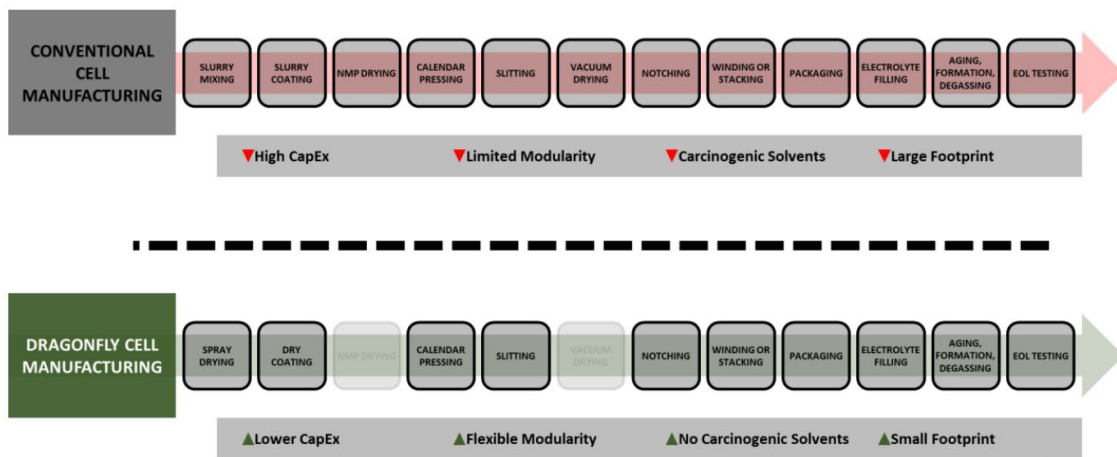 CONVENTIONAL
CELL
MANUFACTURING
SLURRY
MIXING
SLURRY
COATING
NMP DRYING
CALENDAR
PRESSING
SLITTING
VACUUM
DRYING
NOTCHING
WINDING OR
STACKING
PACKAGING
ELECTROLYTE
FILLING
AGING,
FORMATION,
DEGASSING
EOL TESTING
High CapEx
Limited Modularity
Carcinogenic Solvents
Large Footprint
DRAGONFLY CELL
MANUFACTURING
SPRAY
DRYING
DRY
COATING
NMP DRYING
CALENDAR
PRESSING
SLITTING
VACUUM
DRYING
NOTCHING
WINDING OR
STACKING
PACKAGING
ELECTROLYTE
FILLING
AGING,
FORMATION,
DEGASSING
EOL TESTING
Lower CapEx
Flexible Modularity
No Carcinogenic Solvents
Small Footprint